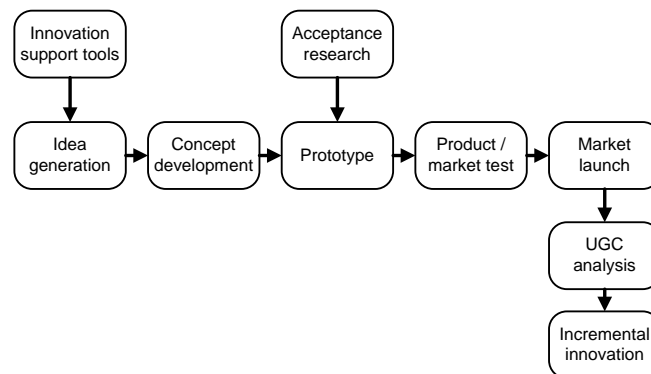 Innovation
support tools
Acceptance
research
Idea
generation
Concept
development
Prototype
Product /
market test
Market
launch
UGC
analysis
Incremental
innovation